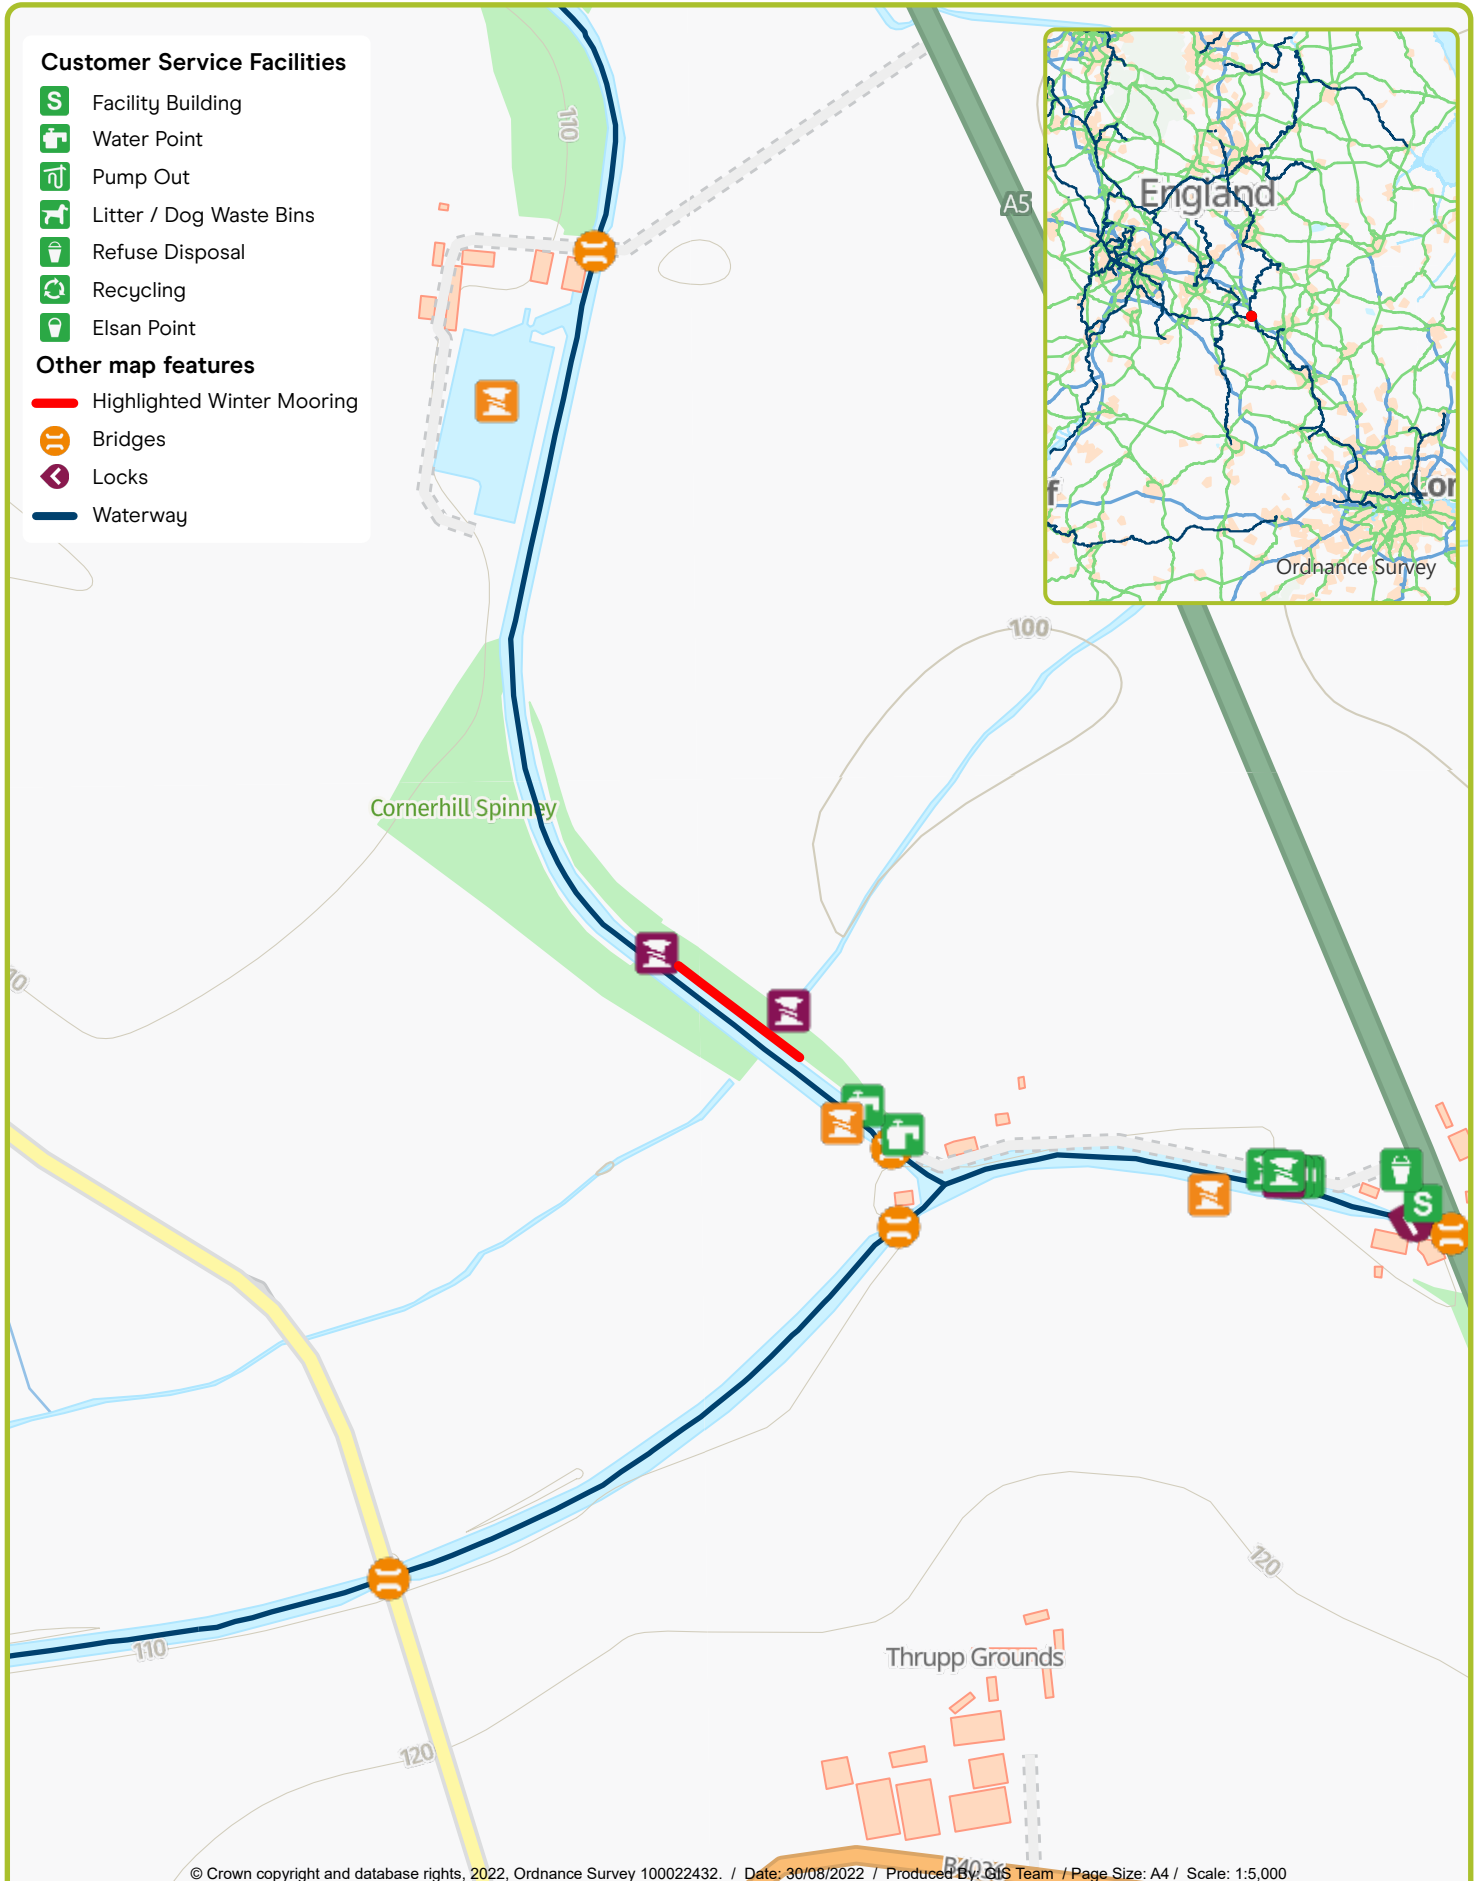 Customer Service Facilities
S Facility Building
Water Point
Pump Out
Litter / Dog Waste Bins
Refuse Disposal
Recycling
Elsan Point
Other map features
Highlighted Winter Mooring
Bridges
Locks
Waterway
110
A5
England
f
Lon
Ordnance Survey
100
Cornerhill Spinney
10
S
110
120
Thrupp Grounds
120
B4036
© Crown copyright and database rights, 2022, Ordnance Survey 100022432. / Date: 30/08/2022 / Produced By: GIS Team / Page Size: A4 / Scale: 1:5,000